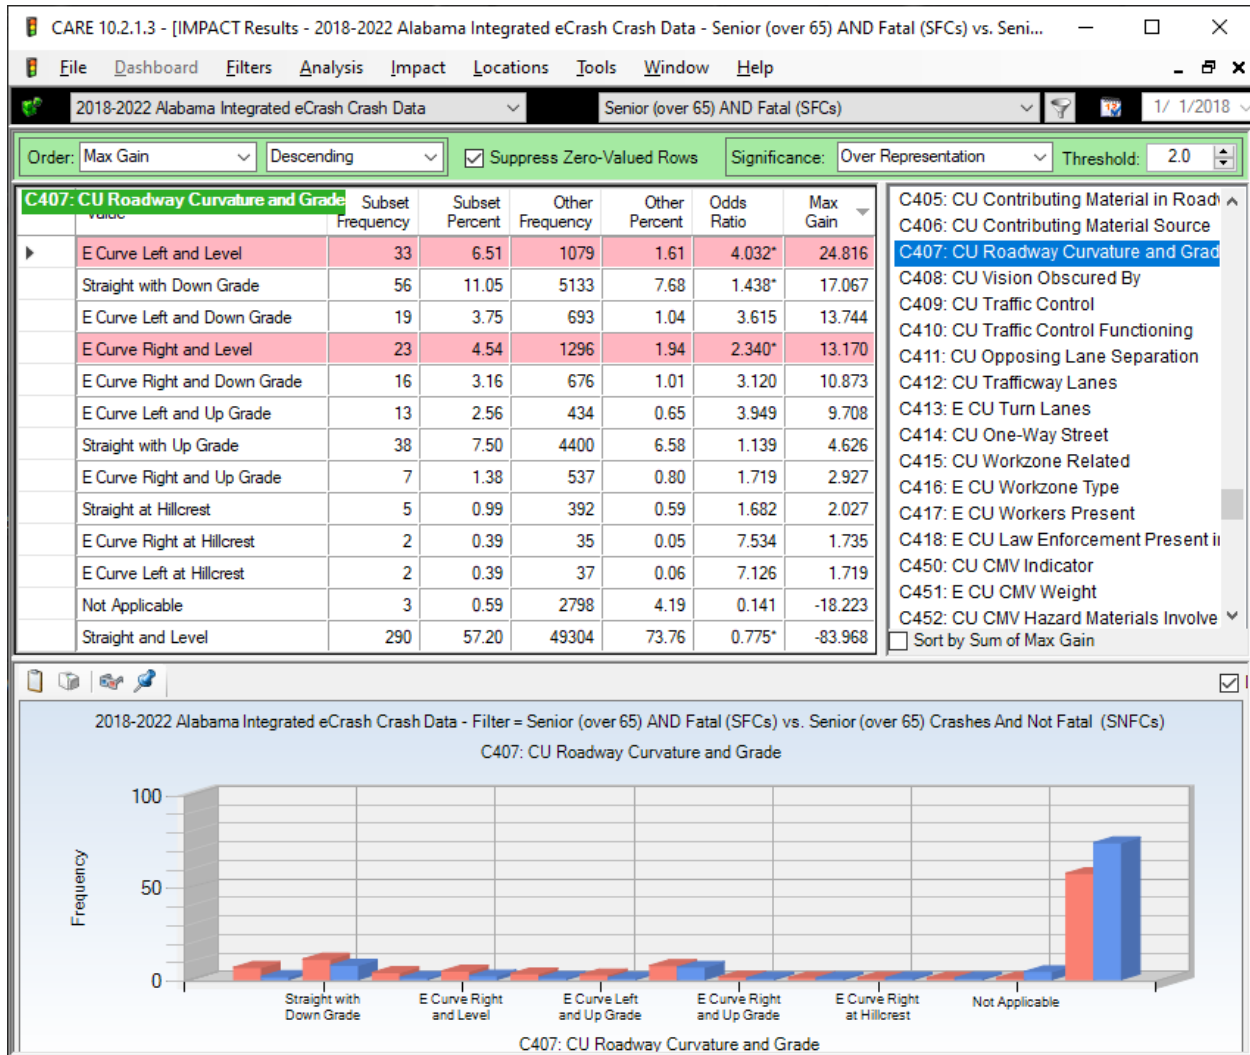 CARE 10.2.1.3 - [IMPACT Results - 2018-2022 Alabama Integrated eCrash Crash Data - Senior (over 65) AND Fatal (SFCs) vs. Seni...
File Dashboard Filters Analysis Impact Locations Tools Window Help
2018-2022 Alabama Integrated eCrash Crash Data Senior (over 65) AND Fatal (SFCs) 1/ 1/2018
Order: Max Gain Descending Suppress Zero-Valued Rows Significance: Over Representation Threshold: 2.0
C407: CU Roadway Curvature and Grade Subset Frequency Subset Percent Other Frequency Other Percent Odds Ratio Max Gain
E Curve Left and Level 33 6.51 1079 1.61 4.032* 24.816
Straight with Down Grade 56 11.05 5133 7.68 1.438* 17.067
E Curve Left and Down Grade 19 3.75 693 1.04 3.615 13.744
E Curve Right and Level 23 4.54 1296 1.94 2.340* 13.170
E Curve Right and Down Grade 16 3.16 676 1.01 3.120 10.873
E Curve Left and Up Grade 13 2.56 434 0.65 3.949 9.708
Straight with Up Grade 38 7.50 4400 6.58 1.139 4.626
E Curve Right and Up Grade 7 1.38 537 0.80 1.719 2.927
Straight at Hillcrest 5 0.99 392 0.59 1.682 2.027
E Curve Right at Hillcrest 2 0.39 35 0.05 7.534 1.735
E Curve Left at Hillcrest 2 0.39 37 0.06 7.126 1.719
Not Applicable 3 0.59 2798 4.19 0.141 -18.223
Straight and Level 290 57.20 49304 73.76 0.775* -83.968
C405: CU Contributing Material in Roadw
C406: CU Contributing Material Source
C407: CU Roadway Curvature and Grad
C408: CU Vision Obscured By
C409: CU Traffic Control
C410: CU Traffic Control Functioning
C411: CU Opposing Lane Separation
C412: CU Trafficway Lanes
C413: E CU Turn Lanes
C414: CU One-Way Street
C415: CU Workzone Related
C416: E CU Workzone Type
C417: E CU Workers Present
C418: E CU Law Enforcement Present i
C450: CU CMV Indicator
C451: E CU CMV Weight
C452: CU CMV Hazard Materials Involve
Sort by Sum of Max Gain
2018-2022 Alabama Integrated eCrash Crash Data - Filter = Senior (over 65) AND Fatal (SFCs) vs. Senior (over 65) Crashes And Not Fatal (SNFCs)
C407: CU Roadway Curvature and Grade
100
50
0
Frequency
Straight with Down Grade
E Curve Right and Level
E Curve Left and Up Grade
E Curve Right and Up Grade
E Curve Right at Hillcrest
Not Applicable
C407: CU Roadway Curvature and Grade